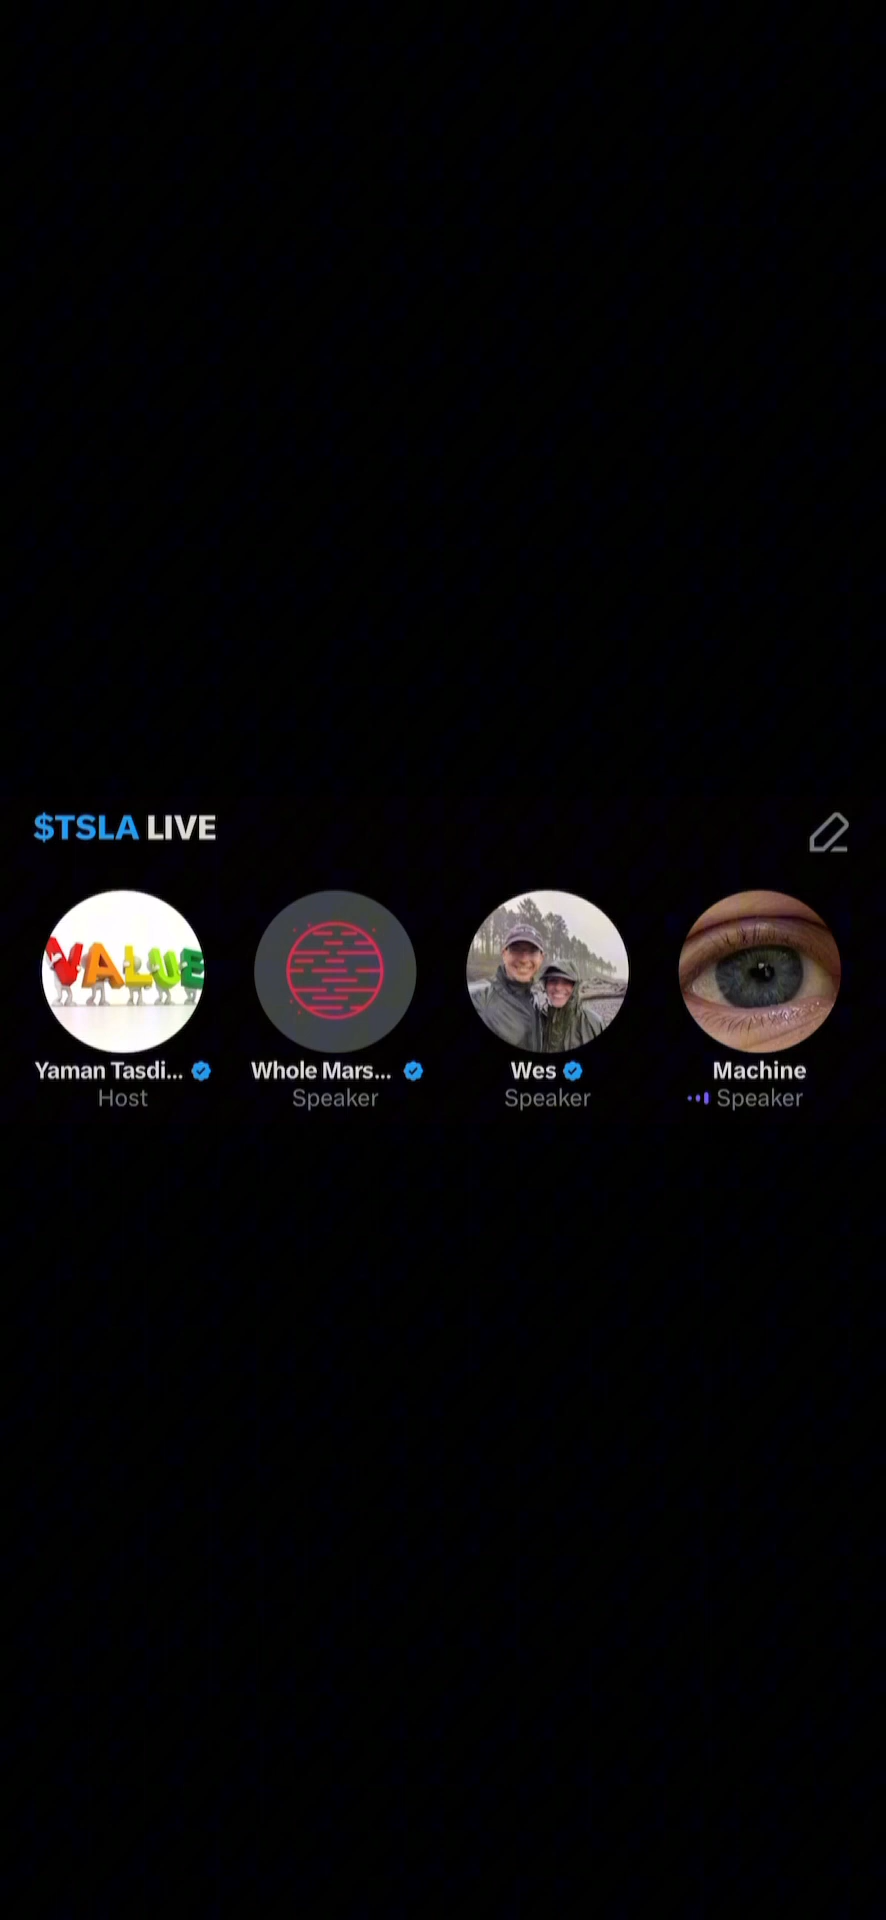 $TSLA LIVE
VALUE
Yaman Tasdi...
Host
Whole Mars...
Speaker
Wes
Speaker
Machine
Speaker